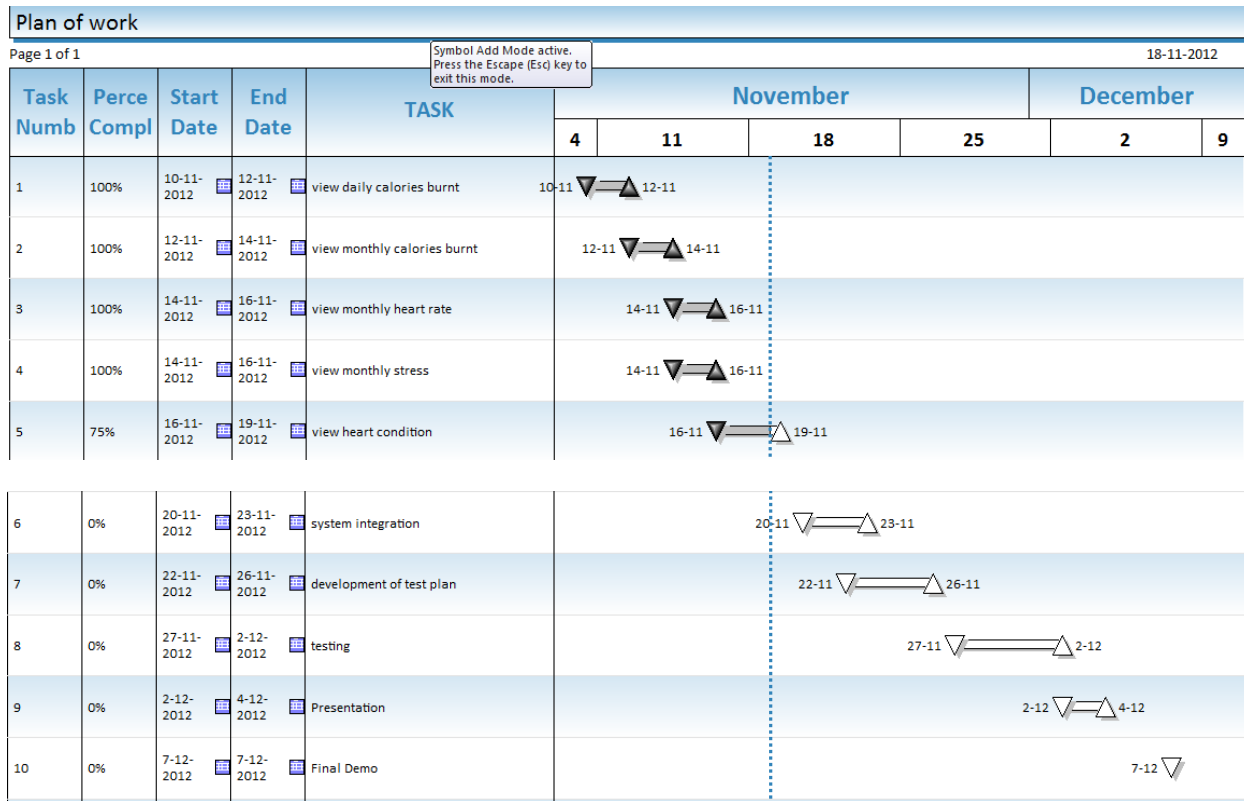 Plan of work
Page 1 of 1
Symbol Add Mode active.
Press the Escape (Esc) key to
exit this mode.
18-11-2012
Task Numb
Perce Compl
Start Date
End Date
TASK
November
December
4 11 18 25 2 9
1 100% 10-11-2012 12-11-2012 view daily calories burnt 10-11 12-11
2 100% 12-11-2012 14-11-2012 view monthly calories burnt 12-11 14-11
3 100% 14-11-2012 16-11-2012 view monthly heart rate 14-11 16-11
4 100% 14-11-2012 16-11-2012 view monthly stress 14-11 16-11
5 75% 16-11-2012 19-11-2012 view heart condition 16-11 19-11
6 0% 20-11-2012 23-11-2012 system integration 20-11 23-11
7 0% 22-11-2012 26-11-2012 development of test plan 22-11 26-11
8 0% 27-11-2012 2-12-2012 testing 27-11 2-12
9 0% 2-12-2012 4-12-2012 Presentation 2-12 4-12
10 0% 7-12-2012 7-12-2012 Final Demo 7-12